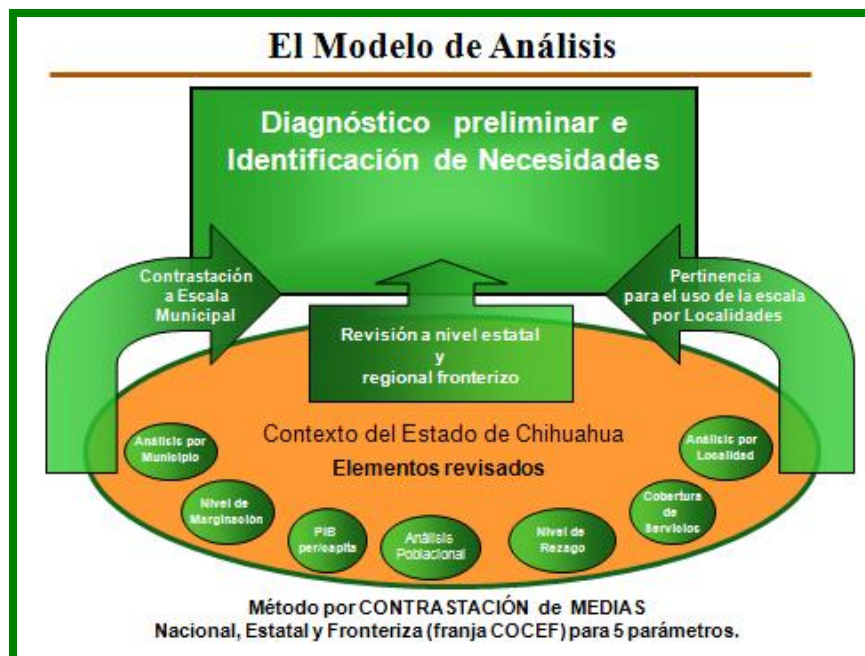 El Modelo de Análisis
Diagnóstico preliminar e
Identificación de Necesidades
Contrastación
a Escala
Municipal
Pertinencia
para el uso de la escala
por Localidades
Revisión a nivel estatal
y
regional fronterizo
Contexto del Estado de Chihuahua
Elementos revisados
Análisis por
Municipio
Nivel de
Marginación
PIB
per/capita
Análisis
Poblacional
Nivel de
Rezago
Cobertura
de
Servicios
Análisis por
Localidad
Método por CONTRASTACIÓN de MEDIAS
Nacional, Estatal y Fronteriza (franja COCEF) para 5 parámetros.